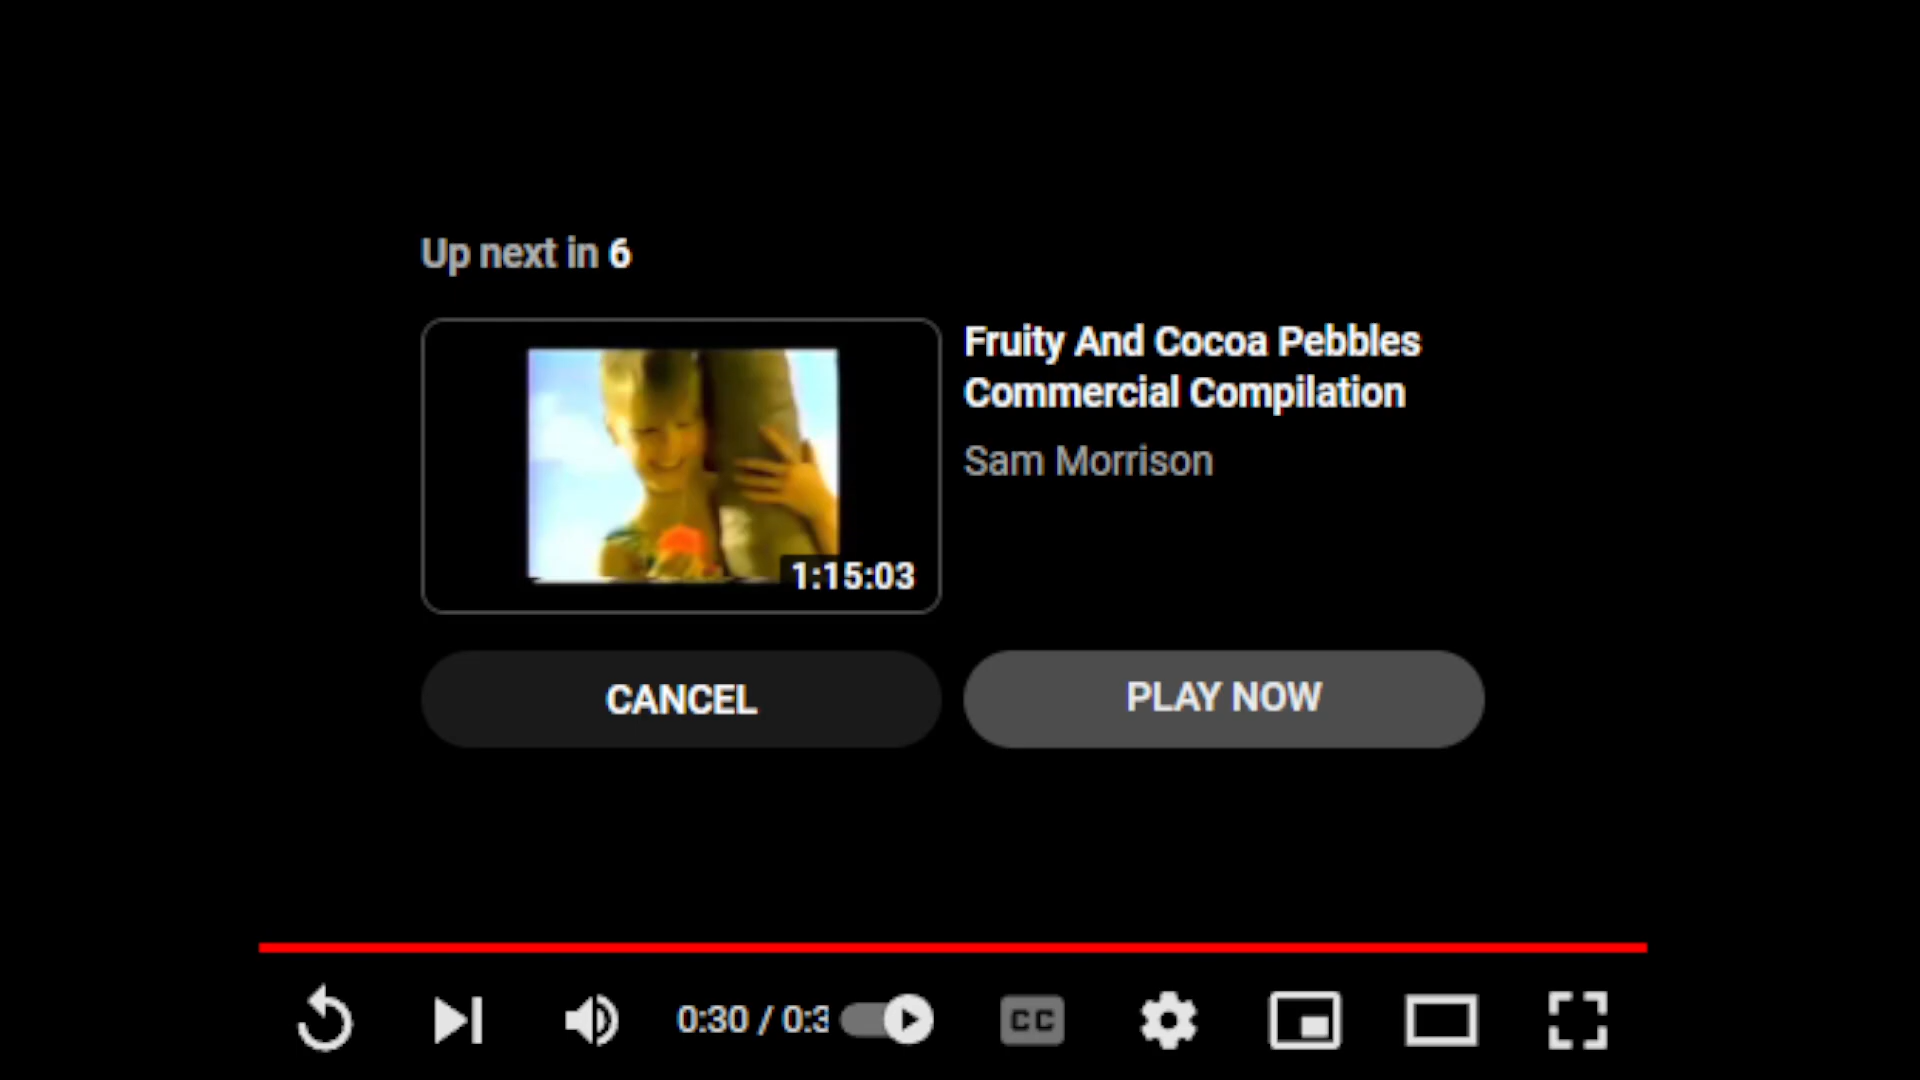 Up next in 6
Fruity And Cocoa Pebbles
Commercial Compilation
Sam Morrison
1:15:03
CANCEL
PLAY NOW
0:30 / 0:3
CC